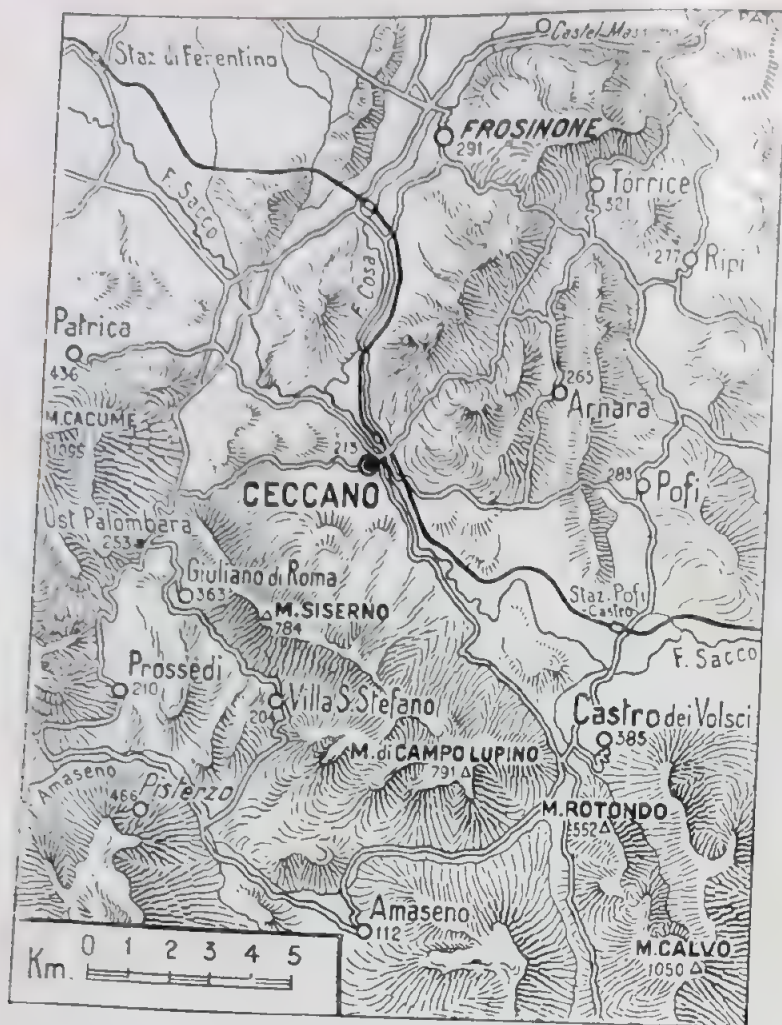 Castel Mass
Staz. di Ferentino
FROSINONE
291
Torrice
321
F. Sacco
F. Cosa
277
Ripi
Patrica
436
265
Arnara
M. CACUME
1095
213
CECCANO
283
Pofi
Ost. Palombara
253
Giuliano di Roma
363
M. SISERNO
784
Staz. Pofi
-Castro
F. Sacco
Prossedi
210
Villa S. Stefano
204
Castro dei Volsci
385
M. di CAMPO LUPINO
791
Amaseno
Pisterzo
466
M. ROTONDO
552
Amaseno
112
M. CALVO
1050
Km. 0 1 2 3 4 5